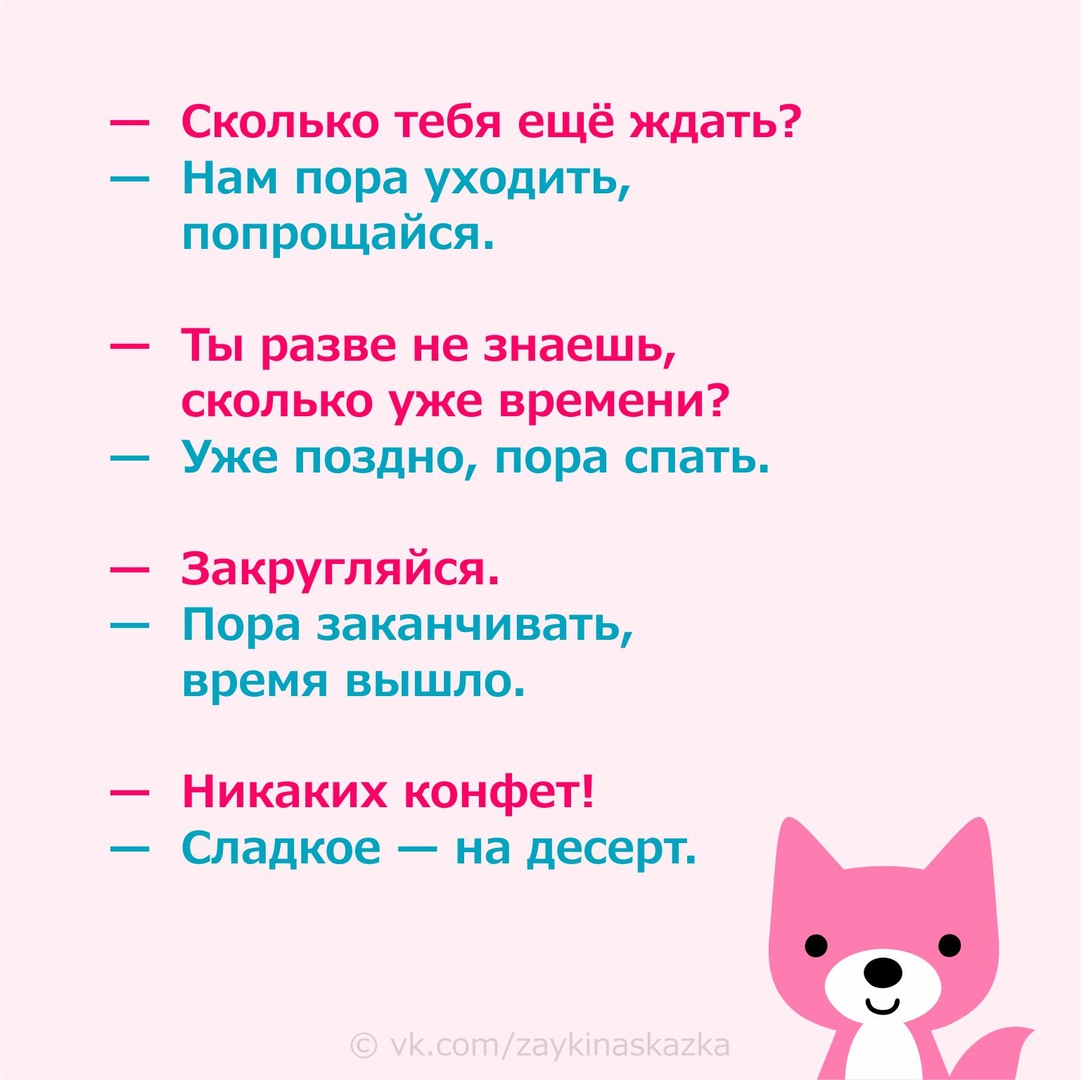 — Сколько тебя ещё ждать?
— Нам пора уходить,
попрощайся.
— Ты разве не знаешь,
сколько уже времени?
— Уже поздно, пора спать.
— Закругляйся.
— Пора заканчивать,
время вышло.
— Никаких конфет!
— Сладкое — на десерт.
© vk.com/zaykinaskazka